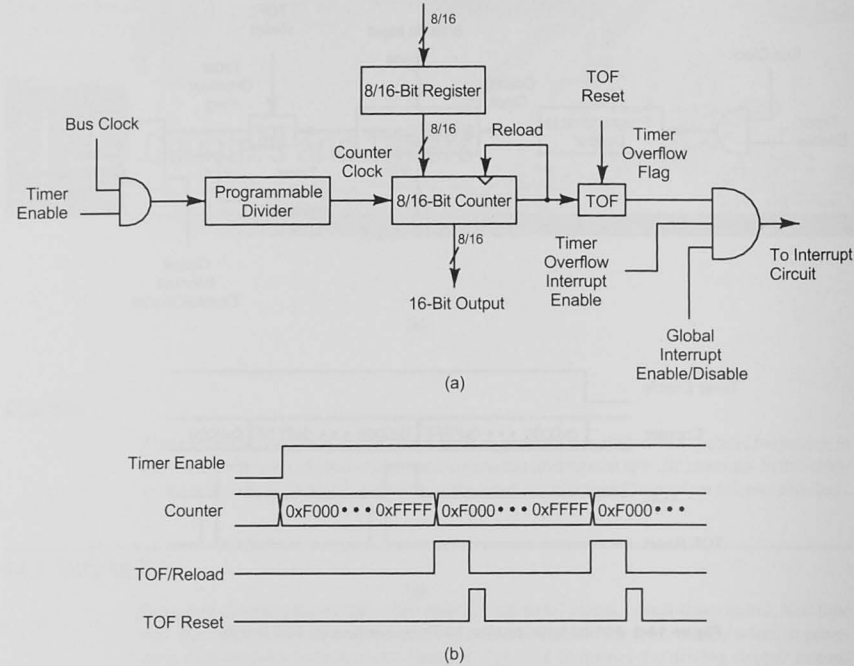 8/16
8/16-Bit Register
TOF
Reset
Bus Clock
8/16
Reload
Counter
Clock
Timer
Overflow
Flag
Timer
Enable
Programmable
Divider
8/16-Bit Counter
TOF
8/16
Timer
Overflow
Interrupt
Enable
To Interrupt
Circuit
16-Bit Output
Global
Interrupt
Enable/Disable
(a)
Timer Enable
Counter
0xF000 • • • 0xFFFF 0xF000 • • • 0xFFFF 0xF000 • • •
TOF/Reload
TOF Reset
(b)